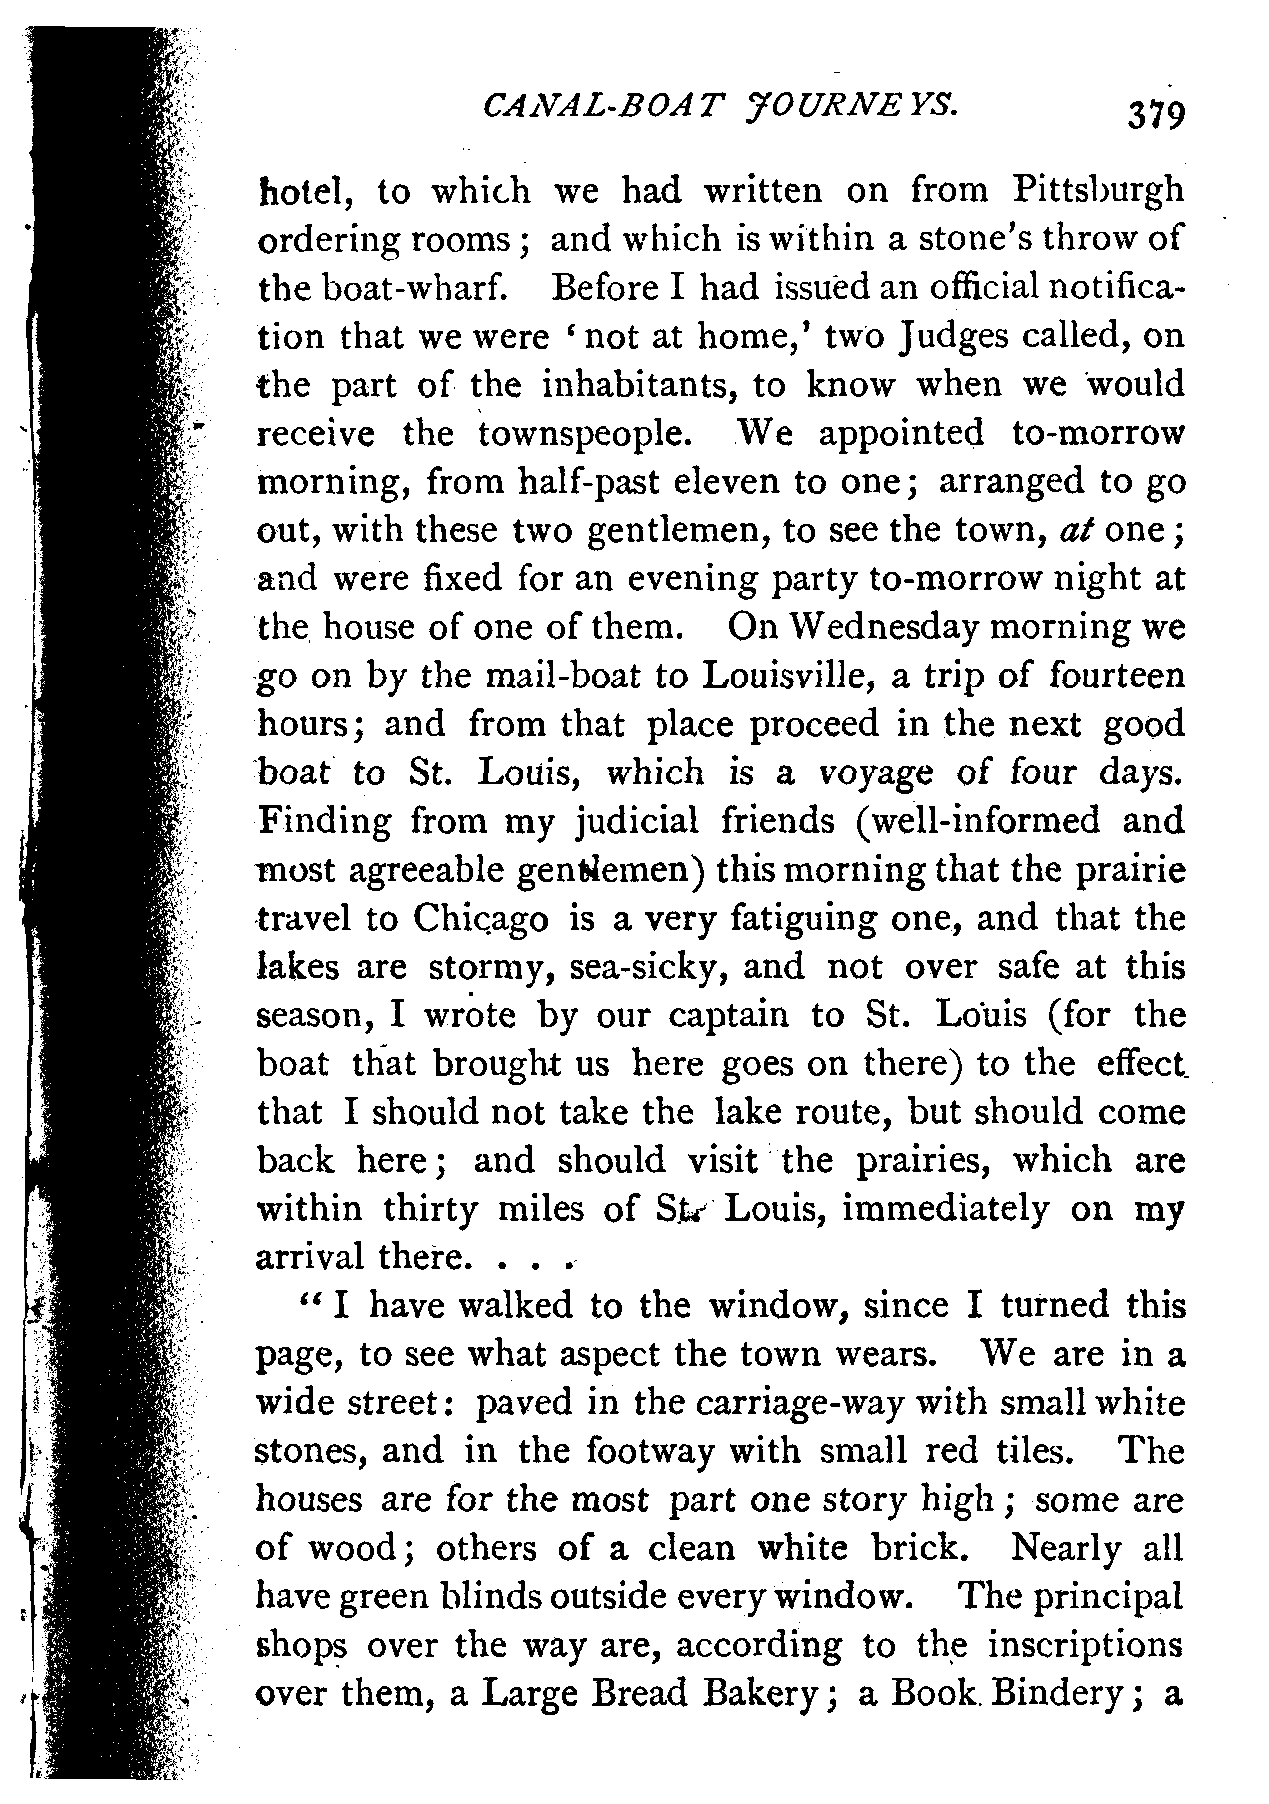 CANAL-BOAT JOURNEYS. 379
hotel, to which we had written on from Pittsburgh
ordering rooms; and which is within a stone's throw of
the boat-wharf. Before I had issued an official notifica-
tion that we were ‘not at home,’ two Judges called, on
the part of the inhabitants, to know when we would
receive the townspeople. We appointed to-morrow
morning, from half-past eleven to one; arranged to go
out, with these two gentlemen, to see the town, at one;
and were fixed for an evening party to-morrow night at
the house of one of them. On Wednesday morning we
go on by the mail-boat to Louisville, a trip of fourteen
hours; and from that place proceed in the next good
boat to St. Louis, which is a voyage of four days.
Finding from my judicial friends (well-informed and
most agreeable gentlemen) this morning that the prairie
travel to Chicago is a very fatiguing one, and that the
lakes are stormy, sea-sicky, and not over safe at this
season, I wrote by our captain to St. Louis (for the
boat that brought us here goes on there) to the effect
that I should not take the lake route, but should come
back here; and should visit the prairies, which are
within thirty miles of St. Louis, immediately on my
arrival there. . . .
“I have walked to the window, since I turned this
page, to see what aspect the town wears. We are in a
wide street: paved in the carriage-way with small white
stones, and in the footway with small red tiles. The
houses are for the most part one story high; some are
of wood; others of a clean white brick. Nearly all
have green blinds outside every window. The principal
shops over the way are, according to the inscriptions
over them, a Large Bread Bakery; a Book Bindery; a